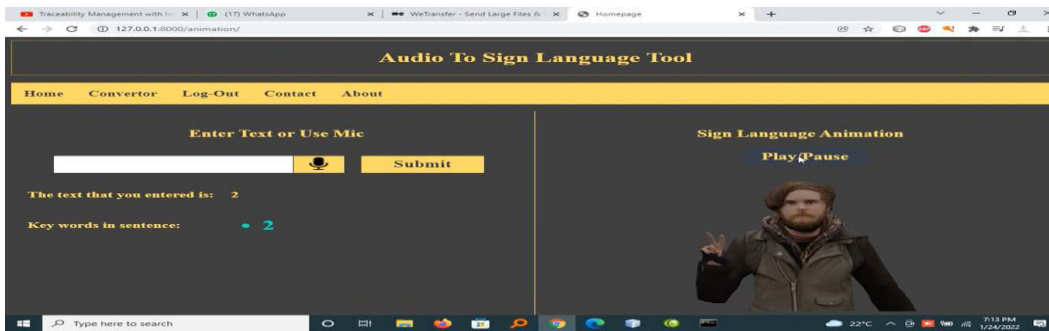 Traceability Management with In
(17) WhatsApp
WeTransfer - Send Large Files &
Homepage
127.0.0.1:8000/animation/
Audio To Sign Language Tool
Home Convertor Log-Out Contact About
Enter Text or Use Mic
Submit
The text that you entered is: 2
Key words in sentence:
2
Sign Language Animation
Play/Pause
Type here to search
22°C
7:13 PM
1/24/2022